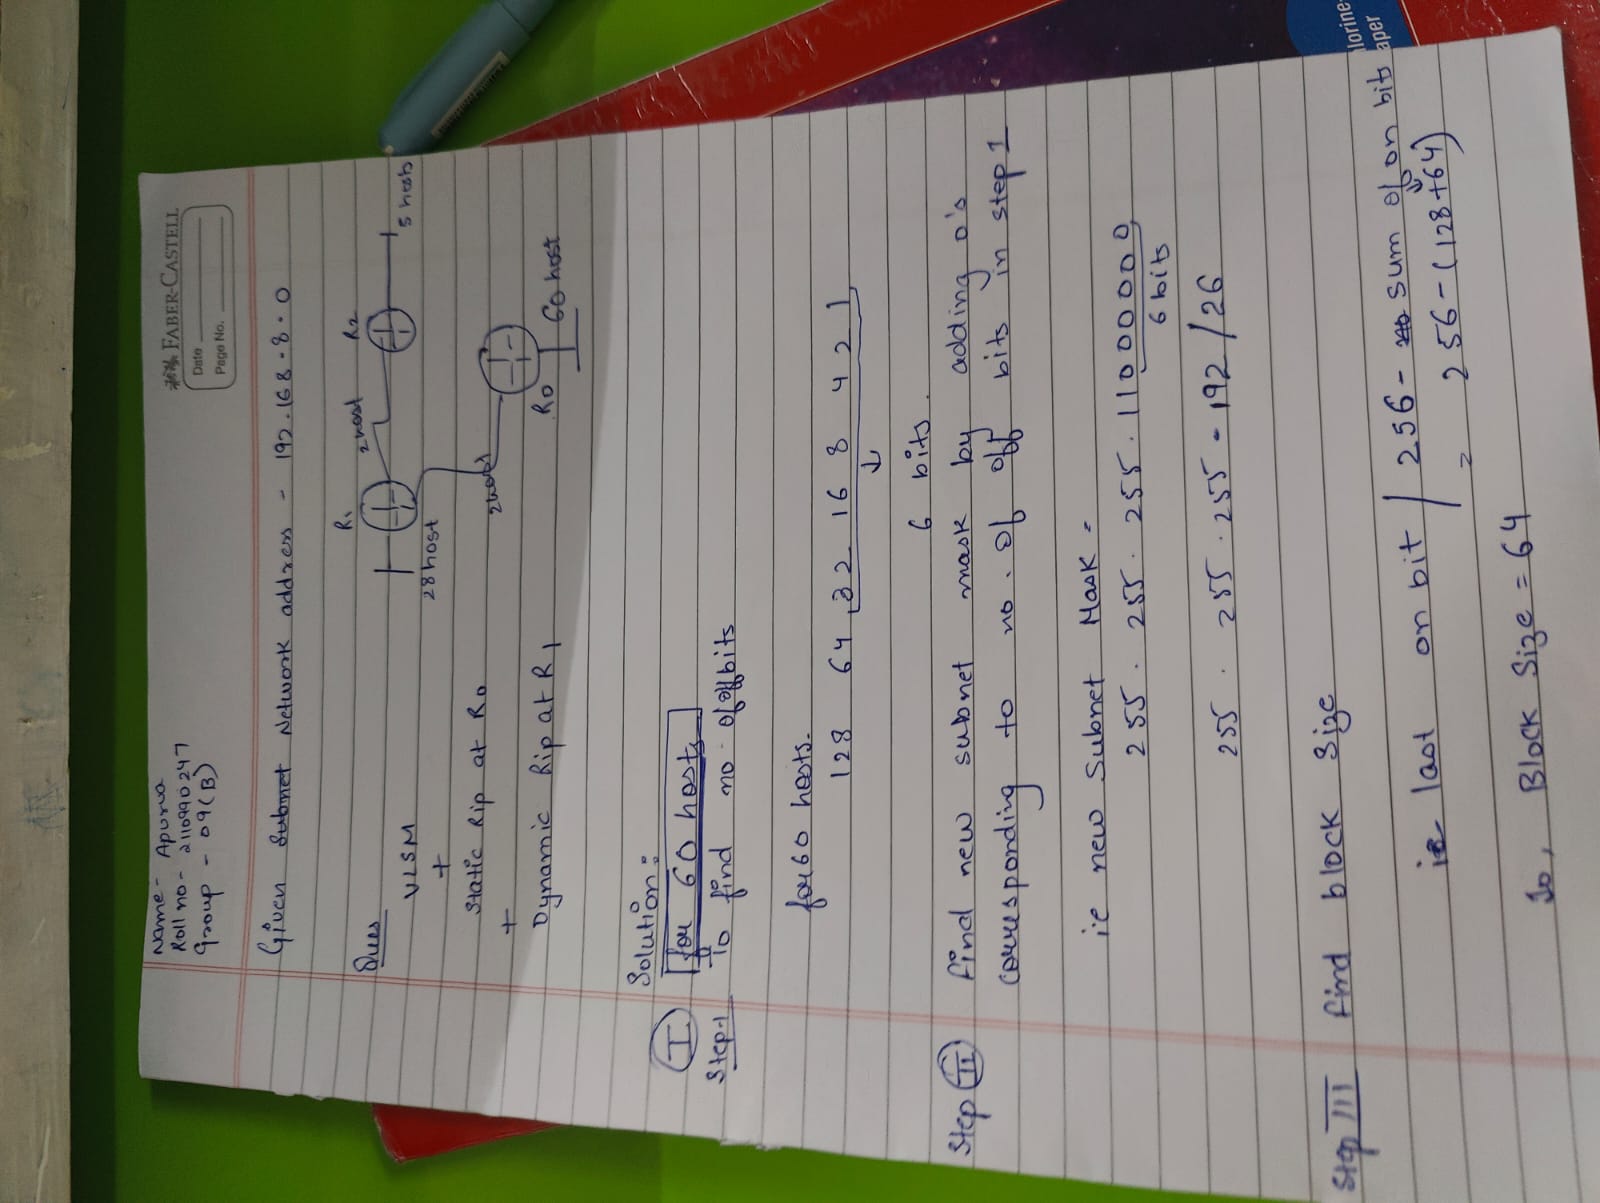 Name - Apurva
Roll no - 2110990247
Group - 09(B)
FABER-CASTELL
Date
Page No.
Given Subnet Network address - 192.168.8.0
Ques
VLSM
+
Static Rip at R0
+
Dynamic Rip at R1
R1
2 host
R2
5 hosts
28 host
2 host
R0
60 host
Solution:
I for 60 hosts
Step-1 To find no. of off bits
for 60 hosts.
128 64 32 16 8 4 2 1
↓
6 bits.
Step II find new subnet mask by adding 0's
corresponding to no. of off bits in step 1
i.e new Subnet Mask =
255. 255. 255. 11000000
6 bits
255. 255. 255. 192 /26
Step III find block Size
ie last on bit / 256 - no sum of on bits
= 256 - (128+64)
So, Block Size = 64
lorine-
aper